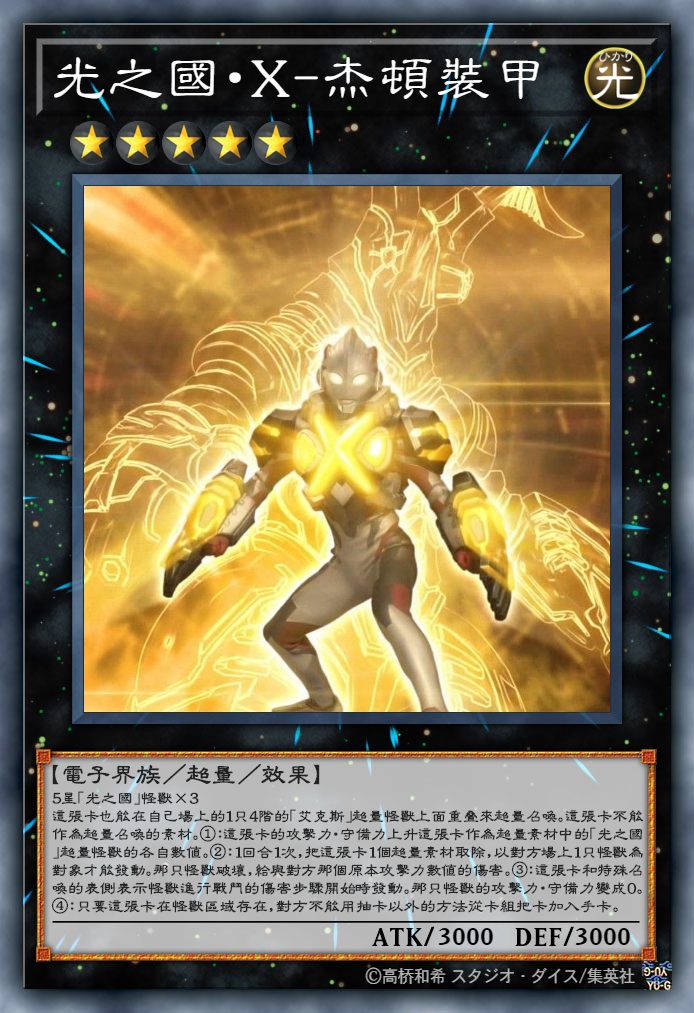 光之國・X-杰頓裝甲
ひかり
光
【電子界族／超量／效果】
5星「光之國」怪獸×3
這張卡也能在自己場上的1只4階的「艾克斯」超量怪獸上面重疊來超量召喚。這張卡不能
作為超量召喚的素材。①：這張卡的攻擊力・守備力上升這張卡作為超量素材中的「光之國
」超量怪獸的各自數值。②：1回合1次，把這張卡1個超量素材取除，以對方場上1只怪獸為
對象才能發動。那只怪獸破壞，給與對方那個原本攻擊力數值的傷害。③：這張卡和特殊召
喚的表側表示怪獸進行戰鬥的傷害步驟開始時發動。那只怪獸的攻擊力・守備力變成0。
④：只要這張卡在怪獸區域存在，對方不能用抽卡以外的方法從卡組把卡加入手卡。
ATK/3000 DEF/3000
©高桥和希 スタジオ・ダイス/集英社
YU-G